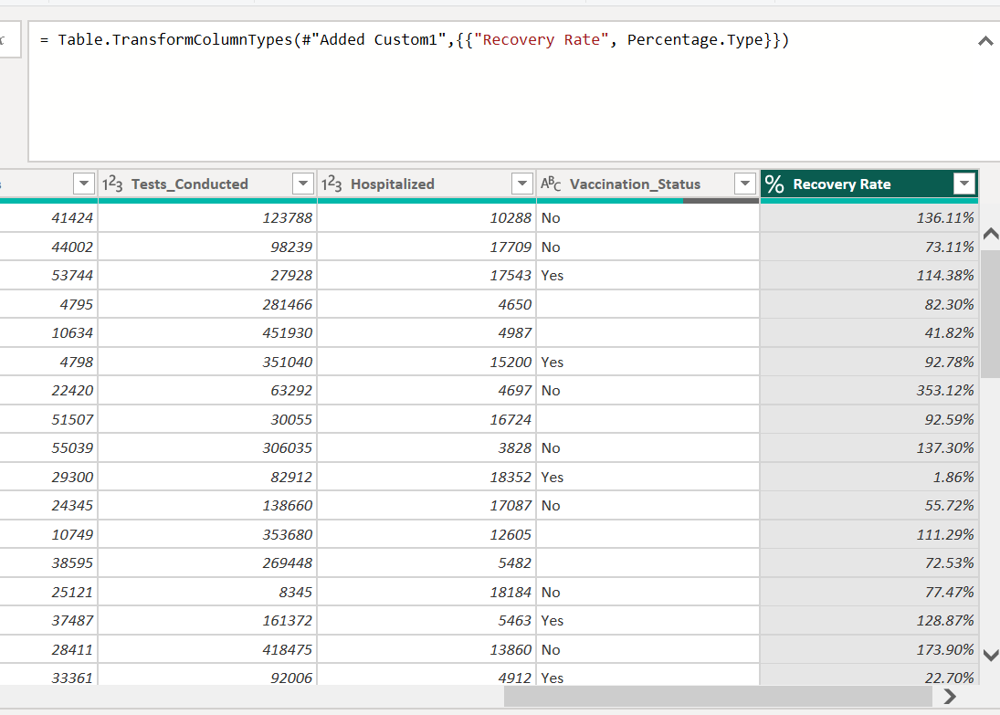 = Table.TransformColumnTypes(#"Added Custom1",{{"Recovery Rate", Percentage.Type}})
123 Tests_Conducted 123 Hospitalized ABC Vaccination_Status % Recovery Rate
41424 123788 10288 No 136.11%
44002 98239 17709 No 73.11%
53744 27928 17543 Yes 114.38%
4795 281466 4650 82.30%
10634 451930 4987 41.82%
4798 351040 15200 Yes 92.78%
22420 63292 4697 No 353.12%
51507 30055 16724 92.59%
55039 306035 3828 No 137.30%
29300 82912 18352 Yes 1.86%
24345 138660 17087 No 55.72%
10749 353680 12605 111.29%
38595 269448 5482 72.53%
25121 8345 18184 No 77.47%
37487 161372 5463 Yes 128.87%
28411 418475 13860 No 173.90%
33361 92006 4912 Yes 22.70%